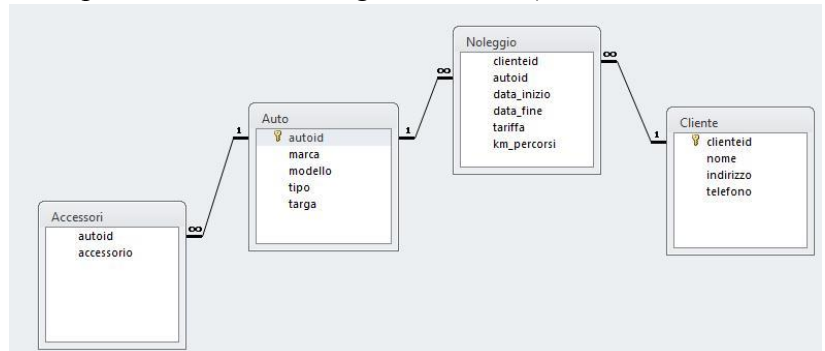 Noleggio
clienteid
autoid
data_inizio
data_fine
tariffa
km_percorsi
∞
∞
Auto
autoid
marca
modello
tipo
targa
1
1
Cliente
clienteid
nome
indirizzo
telefono
1
Accessori
autoid
accessorio
∞